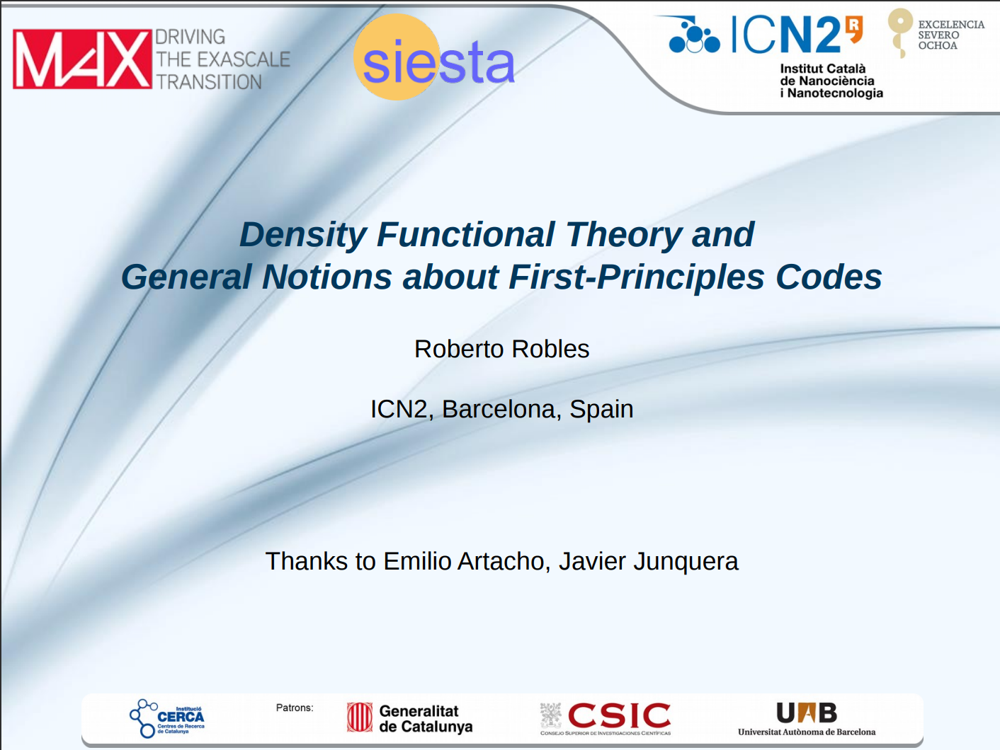 MAX
DRIVING
THE EXASCALE
TRANSITION
siesta
ICN2
R
Institut Català
de Nanociència
i Nanotecnologia
EXCELENCIA
SEVERO
OCHOA
Density Functional Theory and
General Notions about First-Principles Codes
Roberto Robles
ICN2, Barcelona, Spain
Thanks to Emilio Artacho, Javier Junquera
Institució
CERCA
Centres de Recerca
de Catalunya
Patrons:
Generalitat
de Catalunya
CSIC
CONSEJO SUPERIOR DE INVESTIGACIONES CIENTÍFICAS
UAB
Universitat Autònoma de Barcelona